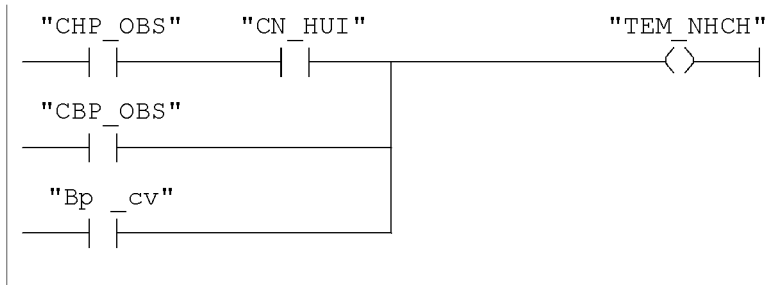 "CHP_OBS" "CN_HUI" "TEM_NHCH"
"CBP_OBS"
"Bp _cv"